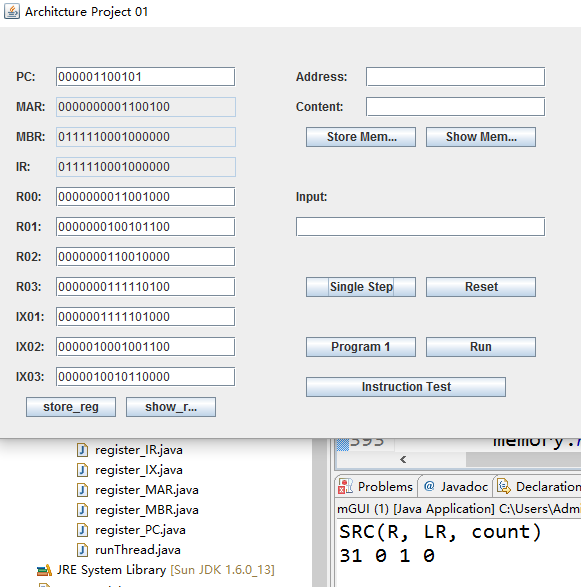 Architcture Project 01
PC: 000001100101
Address:
MAR: 0000000001100100
Content:
MBR: 0111110001000000
Store Mem... Show Mem...
IR: 0111110001000000
R00: 0000000011001000
Input:
R01: 0000000100101100
R02: 0000000110010000
R03: 0000000111110100
Single Step Reset
IX01: 0000001111101000
IX02: 0000010001001100
Program 1 Run
IX03: 0000010010110000
Instruction Test
store_reg show_r...
register_IR.java
register_IX.java
register_MAR.java
register_MBR.java
register_PC.java
runThread.java
JRE System Library [Sun JDK 1.6.0_13]
393
Problems @ Javadoc Declaration
mGUI (1) [Java Application] C:\Users\Admi
SRC(R, LR, count)
31 0 1 0